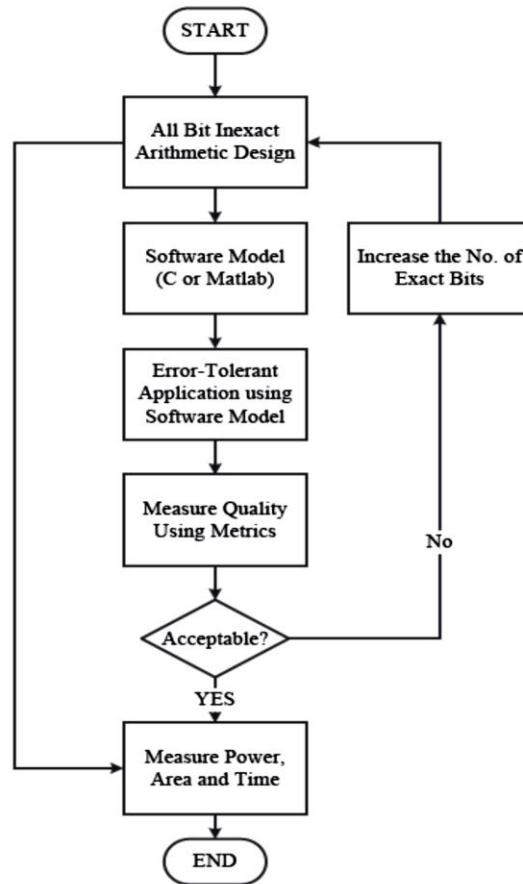 START
All Bit Inexact
Arithmetic Design
Software Model
(C or Matlab)
Increase the No. of
Exact Bits
Error-Tolerant
Application using
Software Model
Measure Quality
Using Metrics
No
Acceptable?
YES
Measure Power,
Area and Time
END